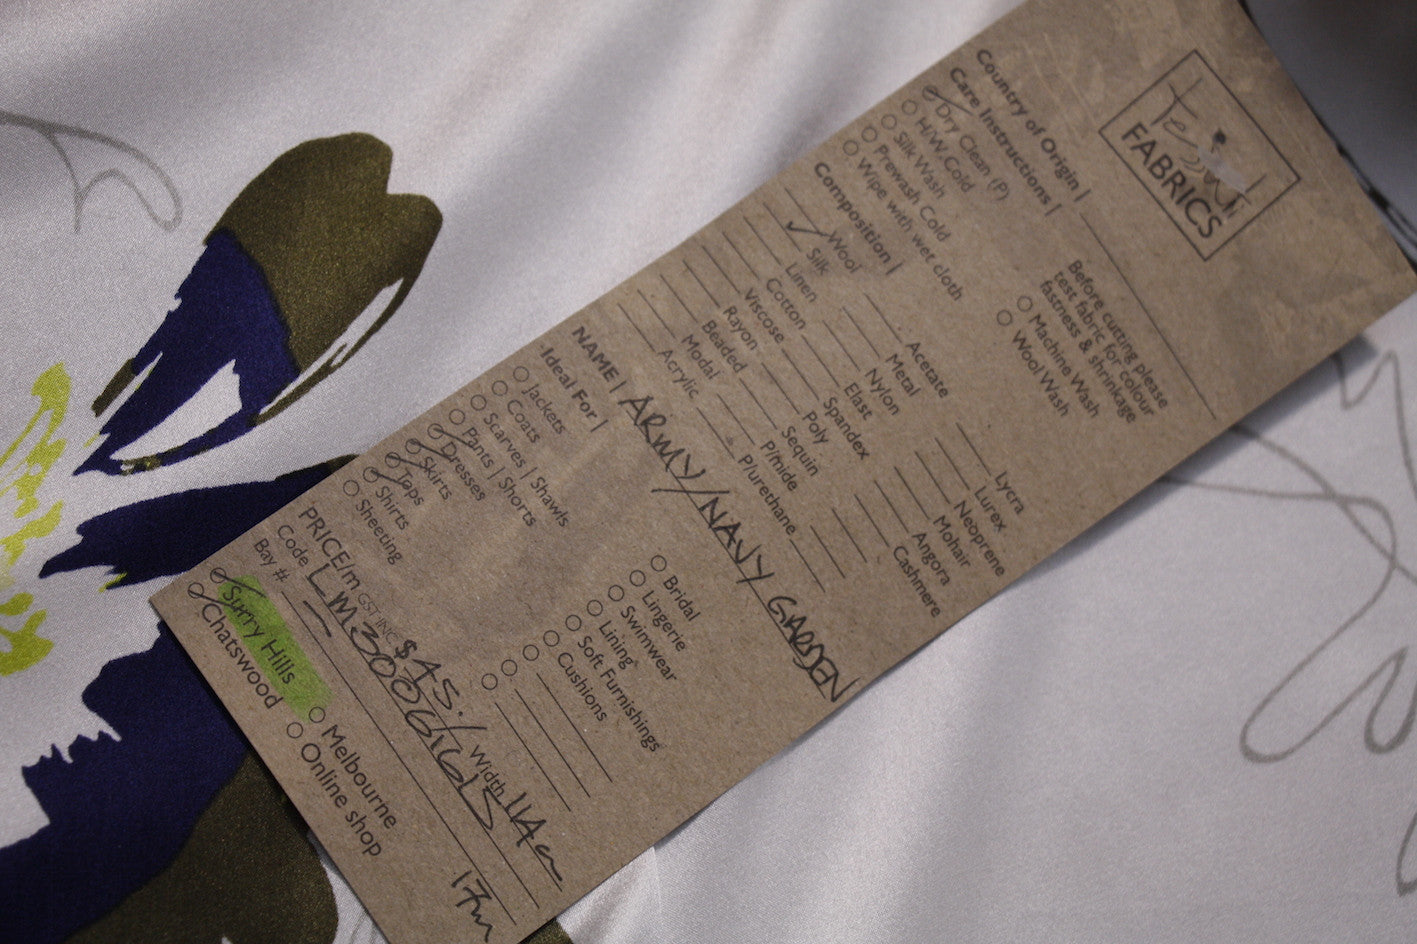 Tessuti
FABRICS
Country of Origin |
Care Instructions |
Dry Clean (P)
H/W Cold
Silk Wash
Prewash Cold
Wipe with wet cloth
Before cutting please
test fabric for colour
fastness & shrinkage
Machine Wash
Wool Wash
Composition |
Wool
Silk
Linen
Cotton
Viscose
Rayon
Beaded
Modal
Acrylic
Acetate
Metal
Nylon
Elast
Spandex
Poly
Sequin
P/mide
P/urethane
Lycra
Lurex
Neoprene
Mohair
Angora
Cashmere
NAME | ARMY/NAVY GARDEN
Ideal For |
Jackets
Coats
Scarves | Shawls
Pants | Shorts
Dresses
Skirts
Tops
Shirts
Sheeting
Bridal
Lingerie
Swimwear
Lining
Soft Furnishings
Cushions
PRICE/m GST INC $45./ Width 114cm
Code
Bay #
Surry Hills
Chatswood
Melbourne
Online shop
17m